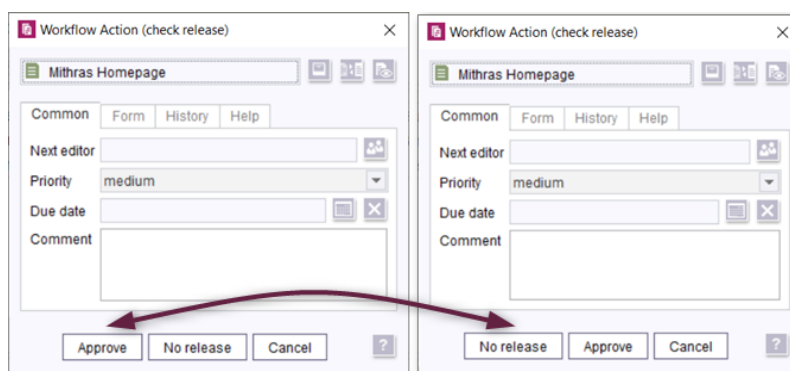 Workflow Action (check release)
Mithras Homepage
Common Form History Help
Next editor
Priority medium
Due date
Comment
Approve No release Cancel ?
Workflow Action (check release)
Mithras Homepage
Common Form History Help
Next editor
Priority medium
Due date
Comment
No release Approve Cancel ?